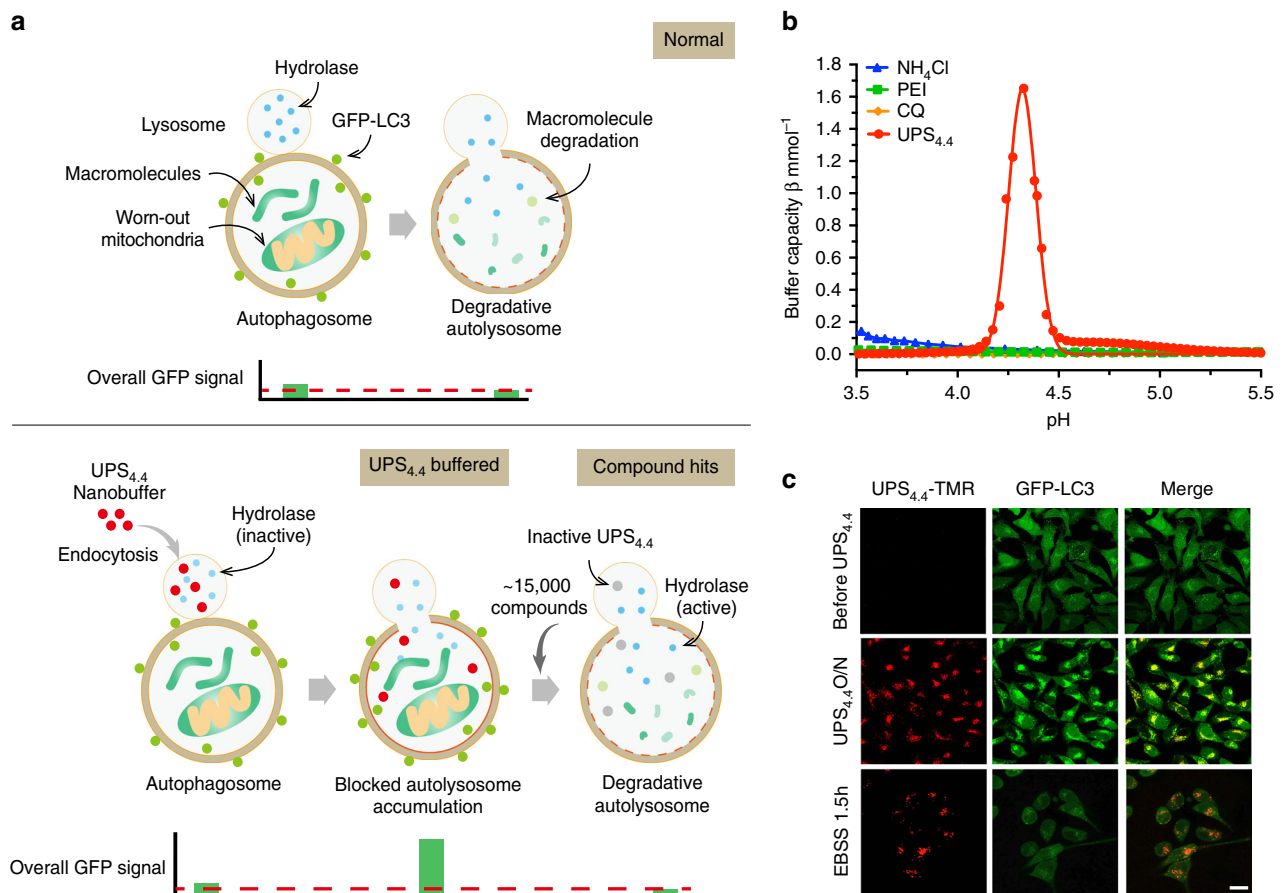 a
Normal
Hydrolase
Lysosome
GFP-LC3
Macromolecules
Worn-out
mitochondria
Macromolecule
degradation
Autophagosome
Degradative
autolysosome
Overall GFP signal
UPS4.4
Nanobuffer
Endocytosis
Hydrolase
(inactive)
UPS4.4 buffered
Compound hits
Inactive UPS4.4
~15,000
compounds
Hydrolase
(active)
Autophagosome
Blocked autolysosome
accumulation
Degradative
autolysosome
Overall GFP signal
b
Buffer capacity β mmol−1
1.8
1.6
1.4
1.2
1.0
0.8
0.6
0.4
0.2
0.0
NH4Cl
PEI
CQ
UPS4.4
3.5 4.0 4.5 5.0 5.5
pH
c
UPS4.4-TMR GFP-LC3 Merge
Before UPS4.4
UPS4.4 O/N
EBSS 1.5h